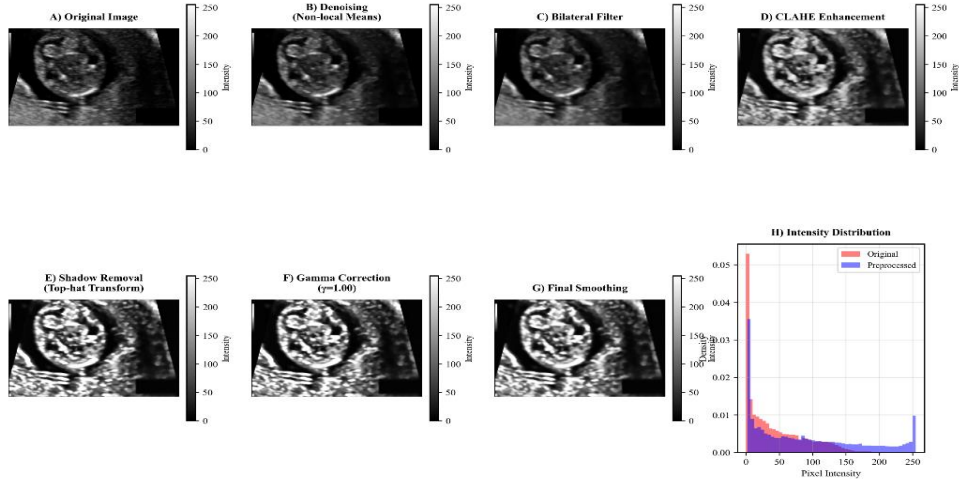 A) Original Image
250
200
150
100
50
0
Intensity
B) Denoising
(Non-local Means)
250
200
150
100
50
0
Intensity
C) Bilateral Filter
250
200
150
100
50
0
Intensity
D) CLAHE Enhancement
250
200
150
100
50
0
Intensity
E) Shadow Removal
(Top-hat Transform)
250
200
150
100
50
0
Intensity
F) Gamma Correction
(γ=1.00)
250
200
150
100
50
0
Intensity
G) Final Smoothing
250
200
150
100
50
0
Intensity
H) Intensity Distribution
Original
Preprocessed
Density
0.05
0.04
0.03
0.02
0.01
0.00
0 50 100 150 200 250
Pixel Intensity